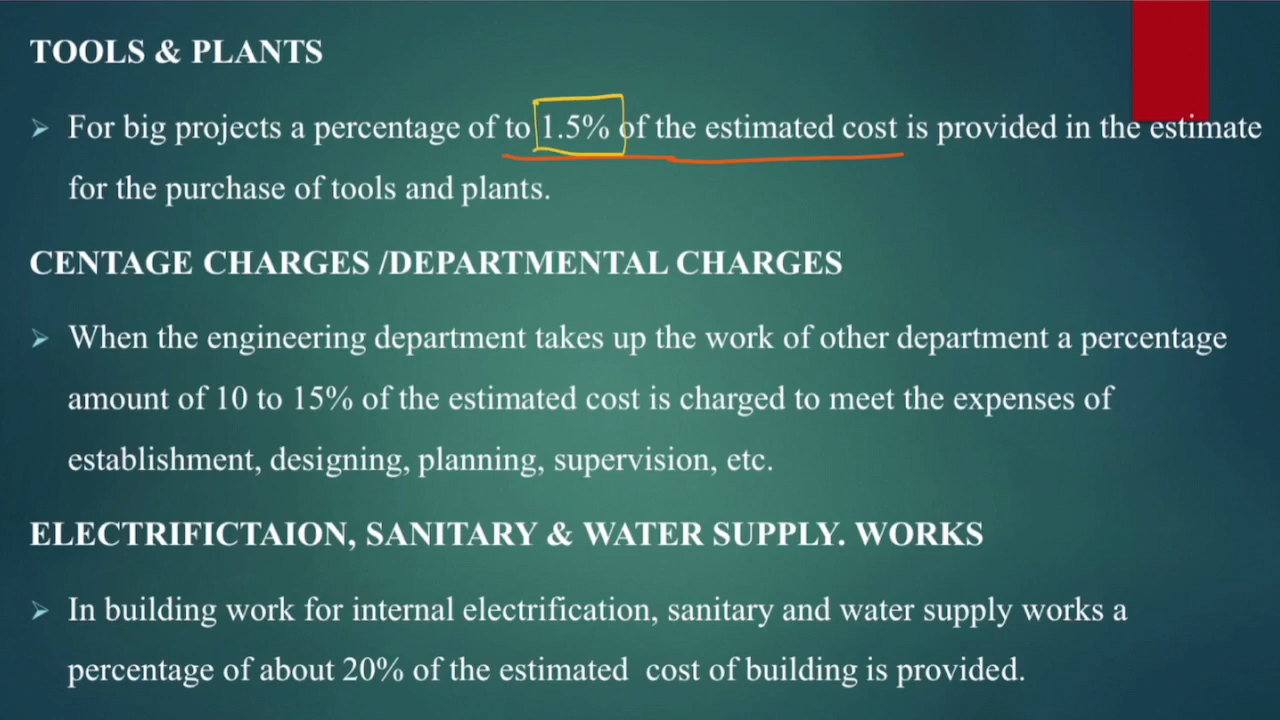 TOOLS & PLANTS
➢ For big projects a percentage of to 1.5% of the estimated cost is provided in the estimate
for the purchase of tools and plants.
CENTAGE CHARGES /DEPARTMENTAL CHARGES
➢ When the engineering department takes up the work of other department a percentage
amount of 10 to 15% of the estimated cost is charged to meet the expenses of
establishment, designing, planning, supervision, etc.
ELECTRIFICTAION, SANITARY & WATER SUPPLY. WORKS
➢ In building work for internal electrification, sanitary and water supply works a
percentage of about 20% of the estimated  cost of building is provided.